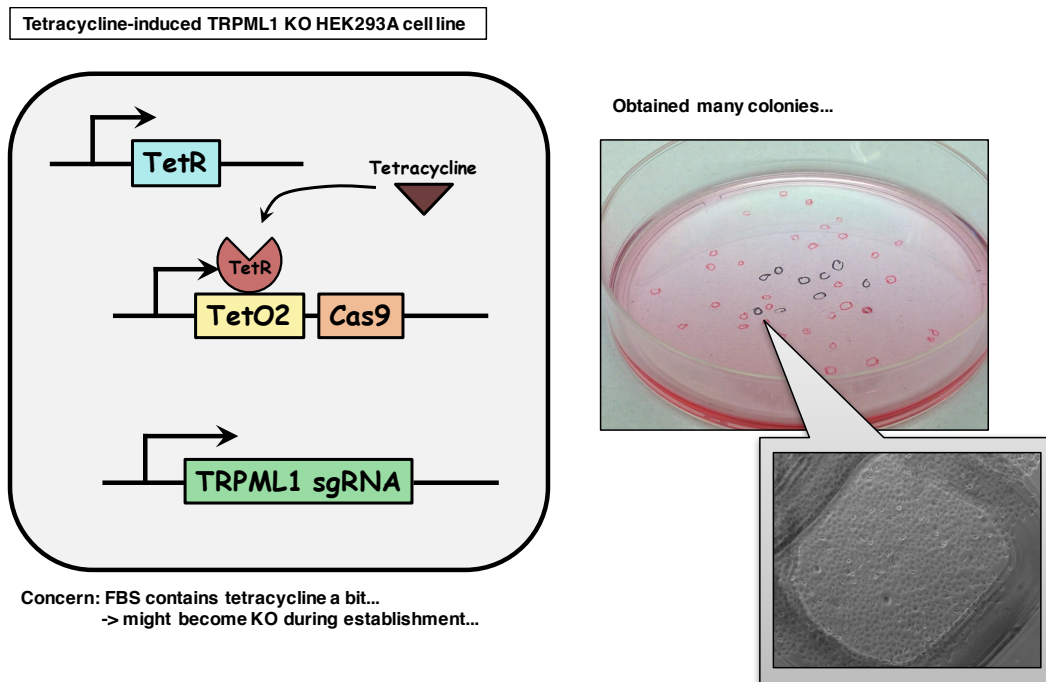 Tetracycline-induced TRPML1 KO HEK293A cell line
TetR
Tetracycline
TetR
TetO2
Cas9
TRPML1 sgRNA
Concern: FBS contains tetracycline a bit...
-> might become KO during establishment...
Obtained many colonies...